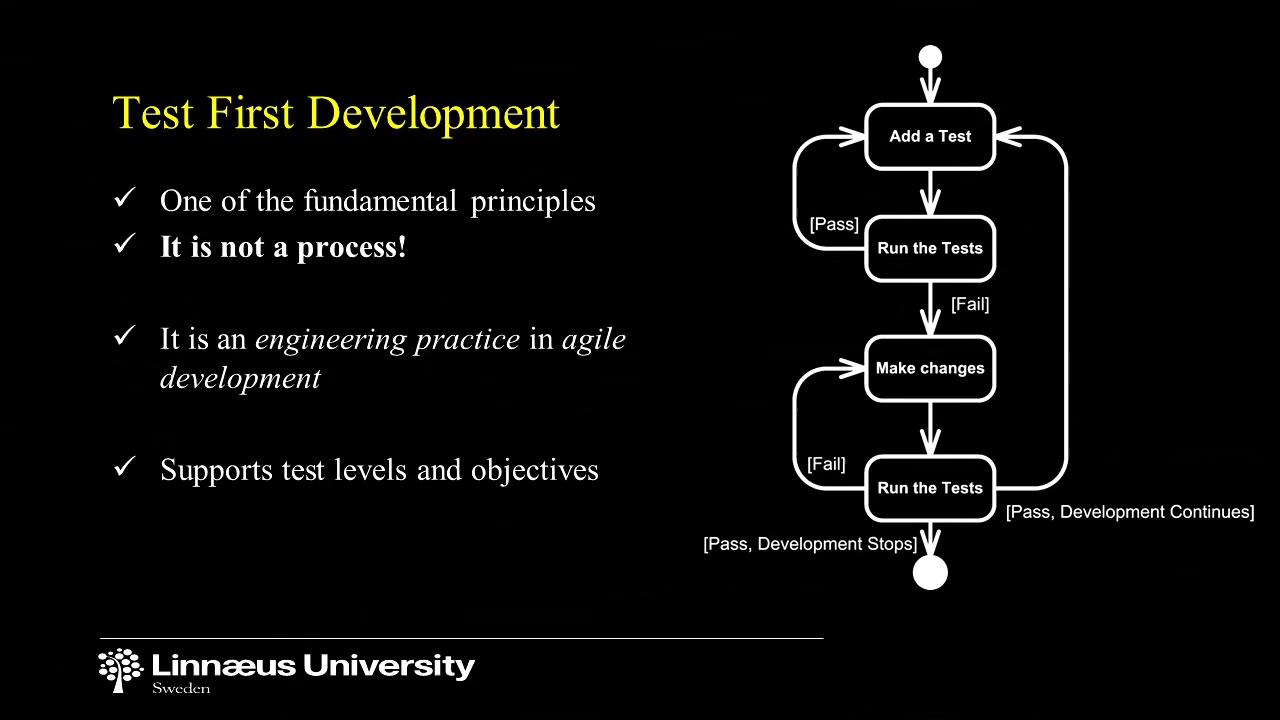 Test First Development
✓ One of the fundamental principles
✓ It is not a process!
✓ It is an engineering practice in agile
development
✓ Supports test levels and objectives
Add a Test
[Pass]
Run the Tests
[Fail]
Make changes
[Fail]
Run the Tests
[Pass, Development Continues]
[Pass, Development Stops]
Linnæus University
Sweden